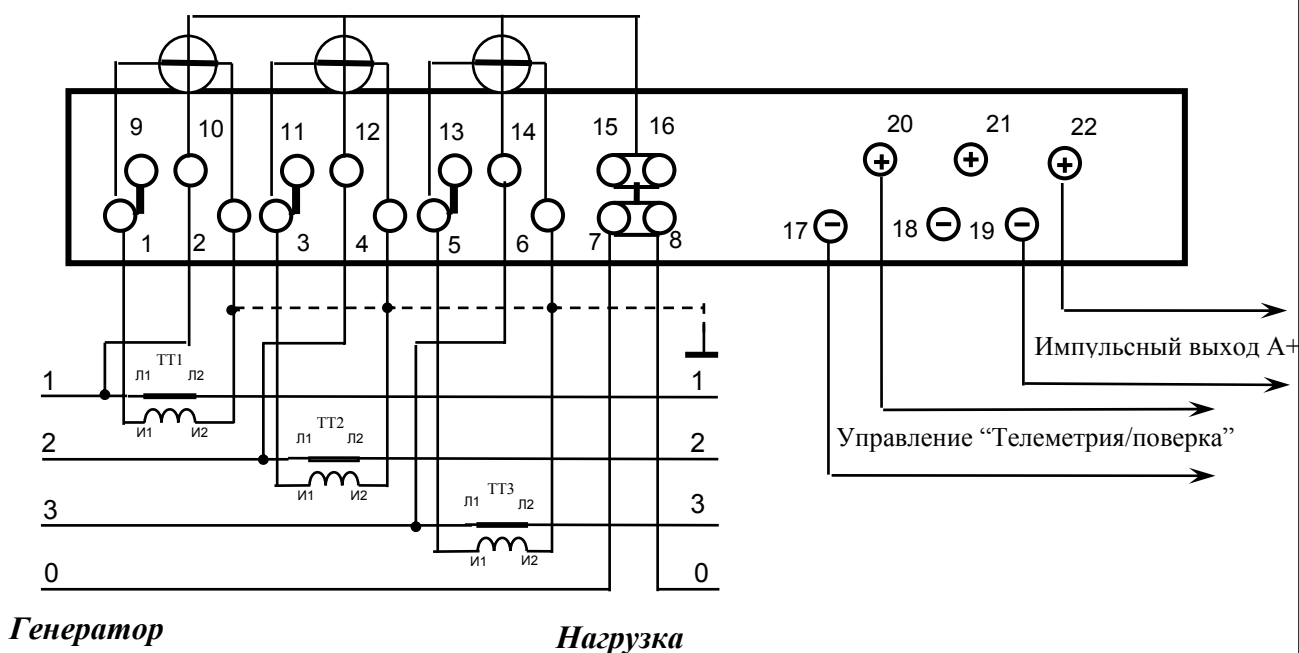 9 10 11 12 13 14 15 16 20 21 22
+ + +
1 2 3 4 5 6 7 8 17 − 18 − 19 −
Импульсный выход А+
ТТ1
1 Л1 Л2 1
И1 И2
Управление “Телеметрия/поверка”
ТТ2
2 Л1 Л2 2
И1 И2
ТТ3
3 Л1 Л2 3
И1 И2
0 0
Генератор
Нагрузка